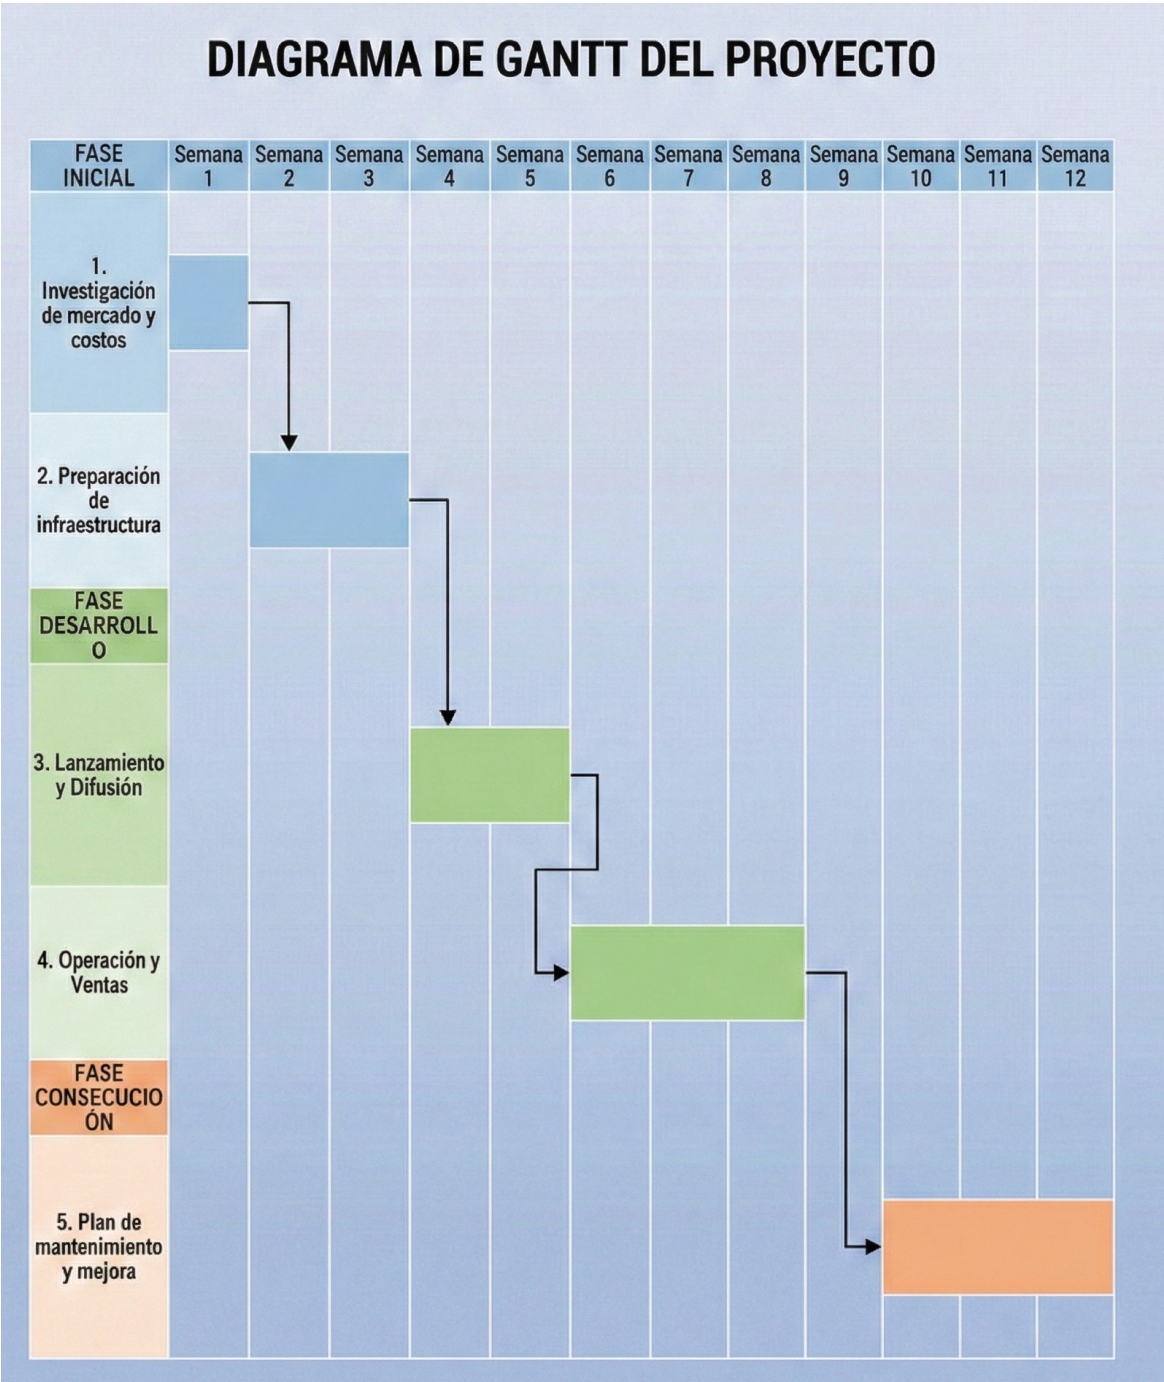 DIAGRAMA DE GANTT DEL PROYECTO
FASE
INICIAL
Semana
1
Semana
2
Semana
3
Semana
4
Semana
5
Semana
6
Semana
7
Semana
8
Semana
9
Semana
10
Semana
11
Semana
12
1.
Investigación
de mercado y
costos
2. Preparación
de
infraestructura
FASE
DESARROLL
O
3. Lanzamiento
y Difusión
4. Operación y
Ventas
FASE
CONSECUCIO
ÓN
5. Plan de
mantenimiento
y mejora